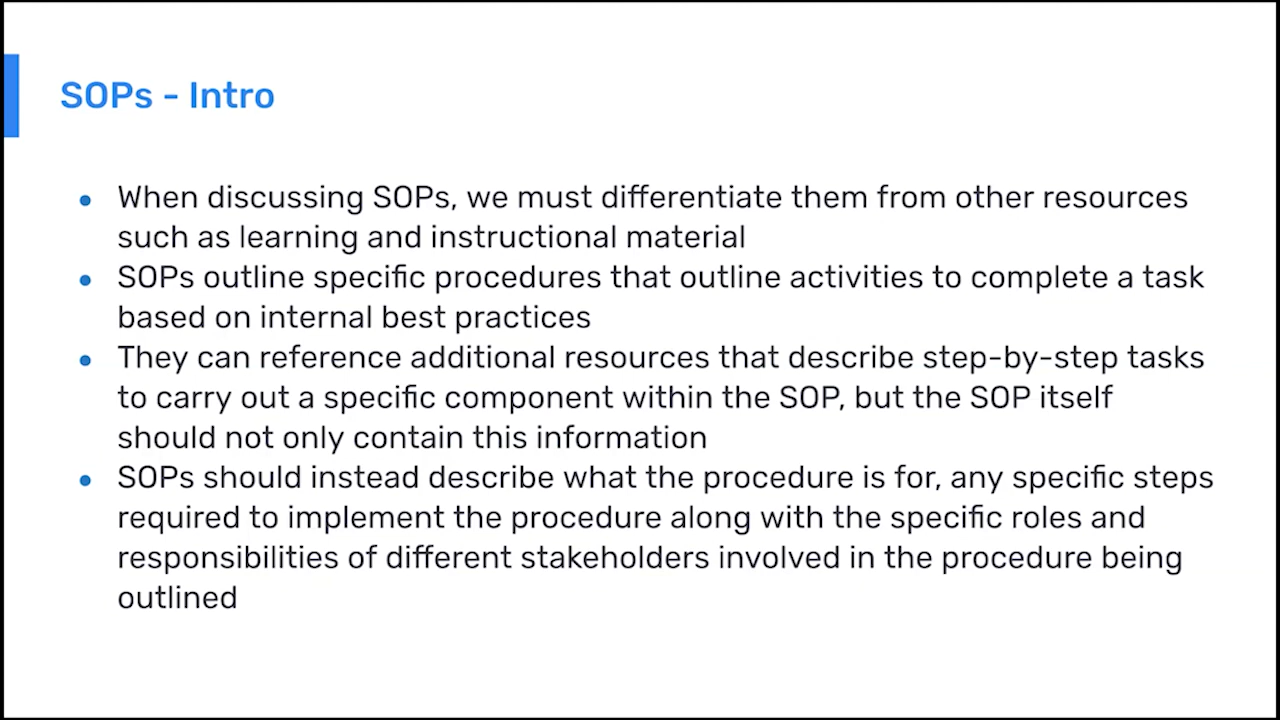 SOPs - Intro
• When discussing SOPs, we must differentiate them from other resources
such as learning and instructional material
• SOPs outline specific procedures that outline activities to complete a task
based on internal best practices
• They can reference additional resources that describe step-by-step tasks
to carry out a specific component within the SOP, but the SOP itself
should not only contain this information
• SOPs should instead describe what the procedure is for, any specific steps
required to implement the procedure along with the specific roles and
responsibilities of different stakeholders involved in the procedure being
outlined